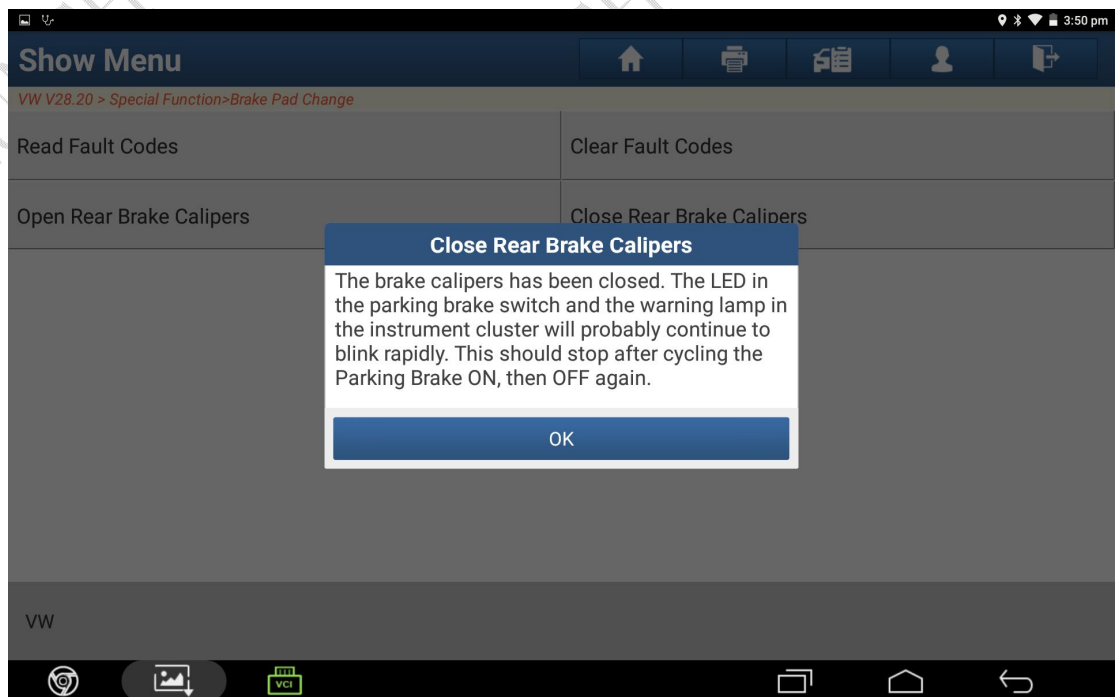 3:50 pm
Show Menu
VW V28.20 > Special Function>Brake Pad Change
Read Fault Codes
Clear Fault Codes
Open Rear Brake Calipers
Close Rear Brake Calipers
Close Rear Brake Calipers
The brake calipers has been closed. The LED in
the parking brake switch and the warning lamp in
the instrument cluster will probably continue to
blink rapidly. This should stop after cycling the
Parking Brake ON, then OFF again.
OK
VW
VCI